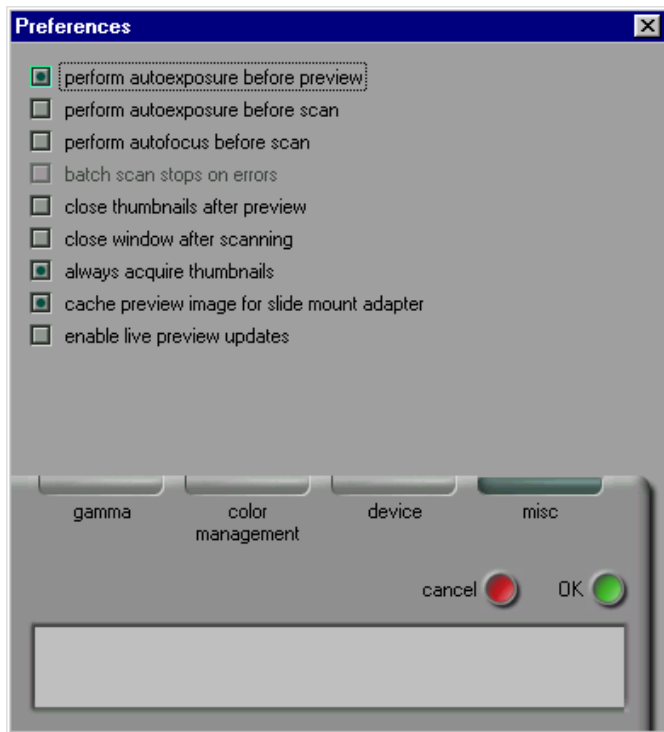 Preferences
perform autoexposure before preview
perform autoexposure before scan
perform autofocus before scan
batch scan stops on errors
close thumbnails after preview
close window after scanning
always acquire thumbnails
cache preview image for slide mount adapter
enable live preview updates
gamma
color
management
device
misc
cancel
OK